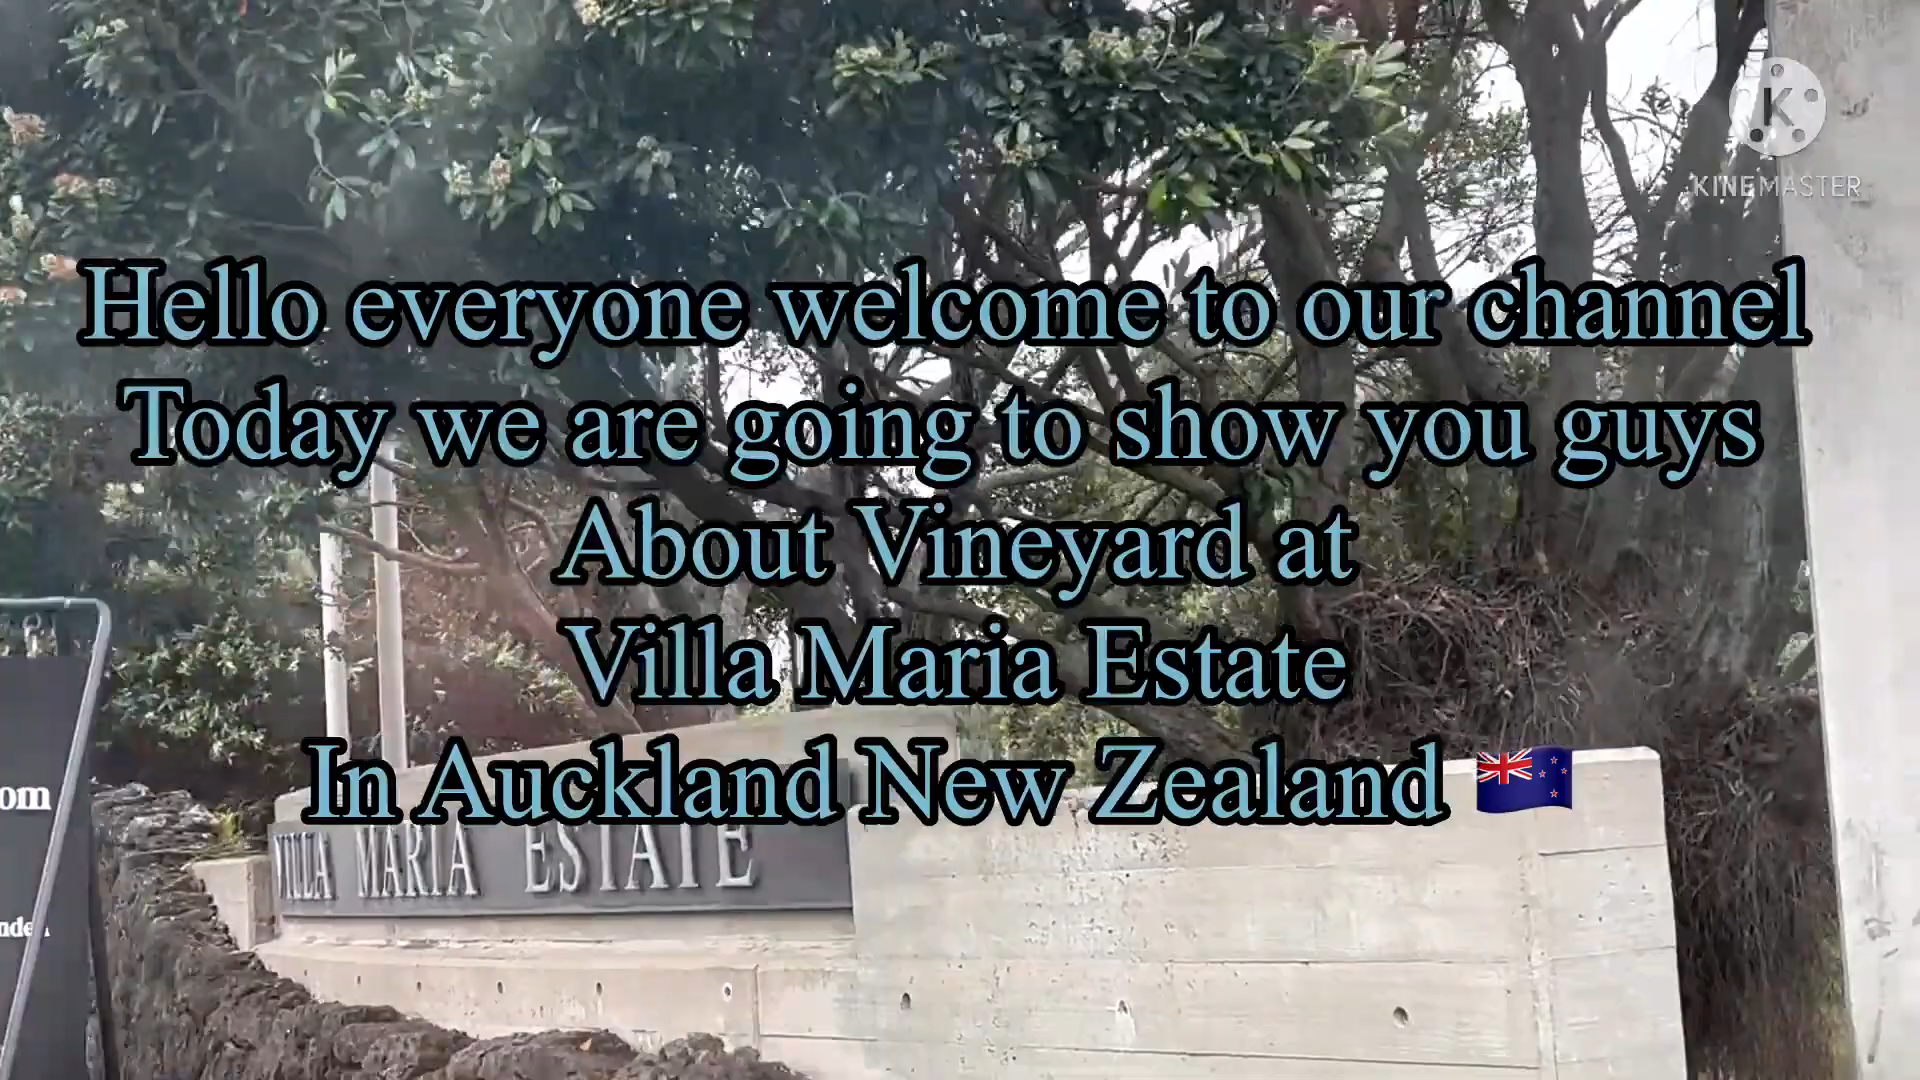 KINEMASTER
Hello everyone welcome to our channel
Today we are going to show you guys
About Vineyard at
Villa Maria Estate
In Auckland New Zealand 🇳🇿
VILLA MARIA ESTATE